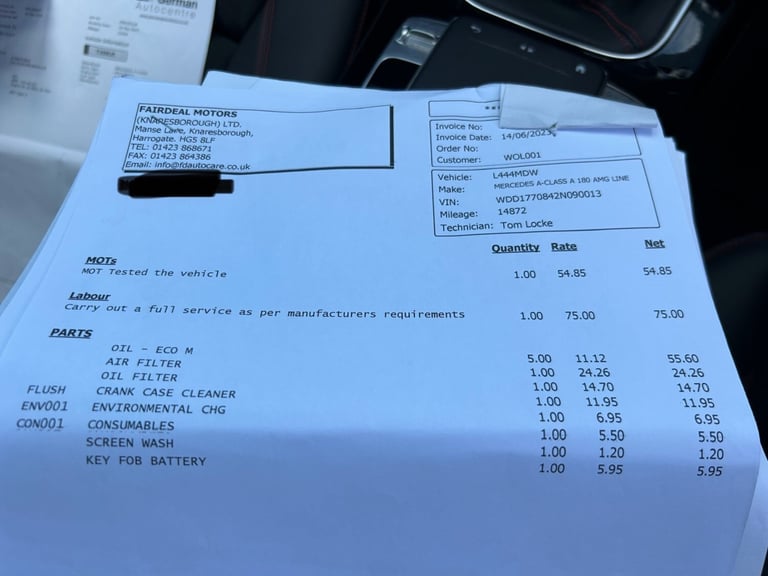 German
Autocentre
FAIRDEAL MOTORS
(KNARESBOROUGH) LTD.
Manse Lane, Knaresborough,
Harrogate. HG5 8LF
TEL: 01423 868671
FAX: 01423 864386
Email: info@fdautocare.co.uk
***
Invoice No:
Invoice Date: 14/06/2023
Order No:
Customer: WOL001
Vehicle: L444MDW
Make: MERCEDES A-CLASS A 180 AMG LINE
VIN: WDD1770842N090013
Mileage: 14872
Technician: Tom Locke
Quantity Rate Net
MOTs
MOT Tested the vehicle 1.00 54.85 54.85
Labour
Carry out a full service as per manufacturers requirements 1.00 75.00 75.00
PARTS
OIL - ECO M 5.00 11.12 55.60
AIR FILTER 1.00 24.26 24.26
OIL FILTER 1.00 14.70 14.70
FLUSH CRANK CASE CLEANER 1.00 11.95 11.95
ENV001 ENVIRONMENTAL CHG 1.00 6.95 6.95
CON001 CONSUMABLES 1.00 5.50 5.50
SCREEN WASH 1.00 1.20 1.20
KEY FOB BATTERY 1.00 5.95 5.95